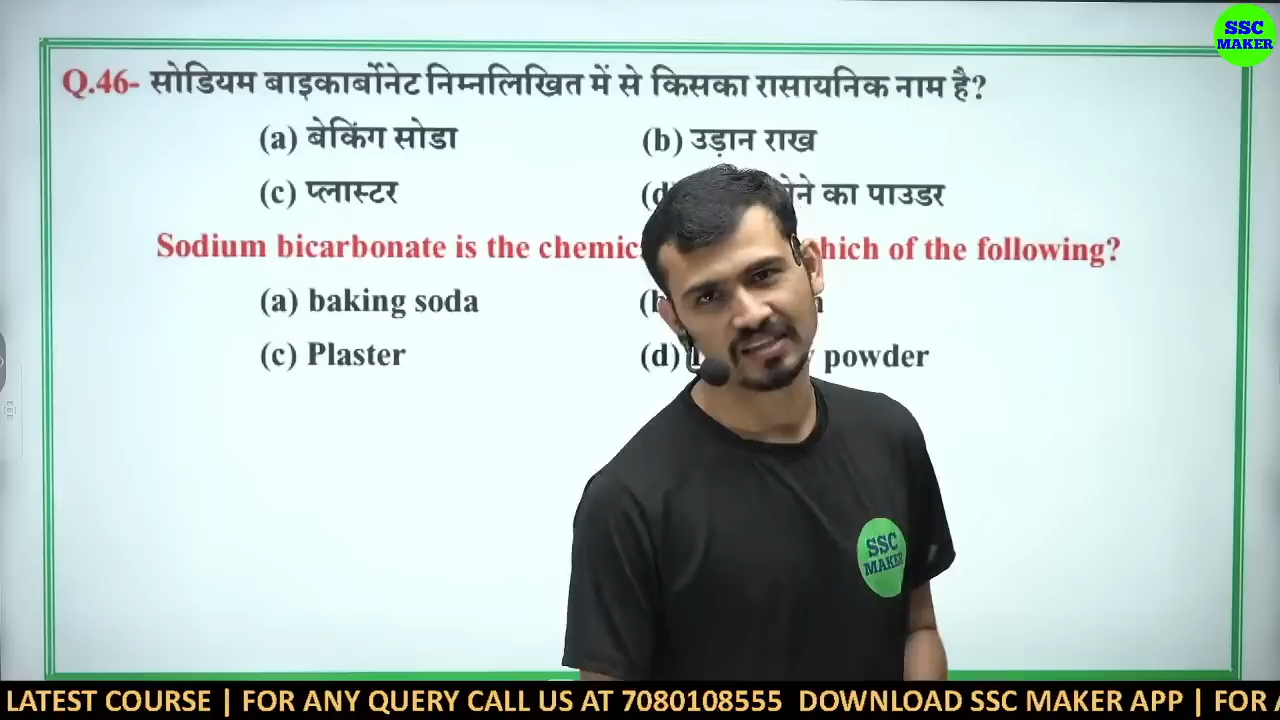 SSC
MAKER
Q.46- सोडियम बाइकार्बोनेट निम्नलिखित में से किसका रासायनिक नाम है?
(a) बेकिंग सोडा (b) उड़ान राख
(c) प्लास्टर का पाउडर
Sodium bicarbonate is the of the following?
(a) baking soda
(c) Plaster (d) powder
SSC
MAKER
LATEST COURSE | FOR ANY QUERY CALL US AT 7080108555 DOWNLOAD SSC MAKER APP | FOR